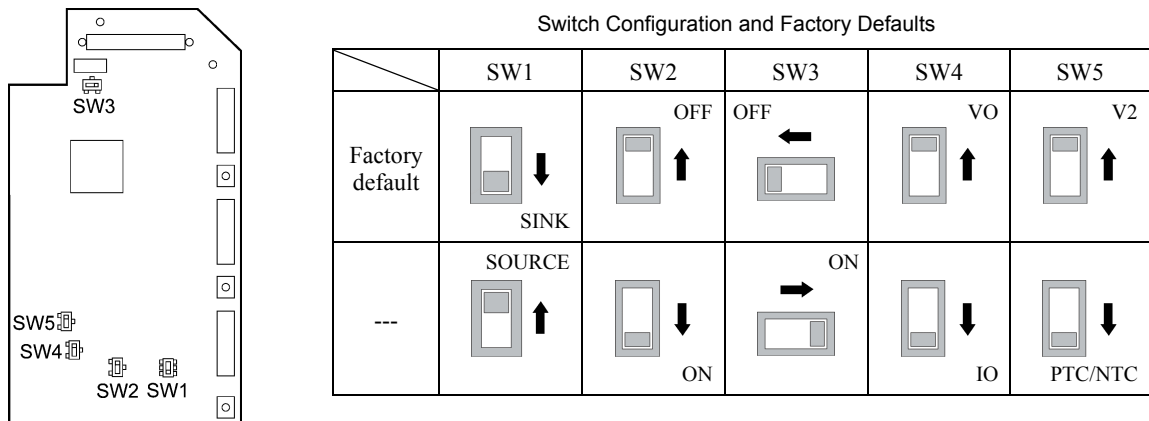 SW3
SW5
SW4
SW2 SW1
Switch Configuration and Factory Defaults
SW1 SW2 SW3 SW4 SW5
Factory
default
OFF OFF VO V2
SINK
---
SOURCE ON
ON IO PTC/NTC